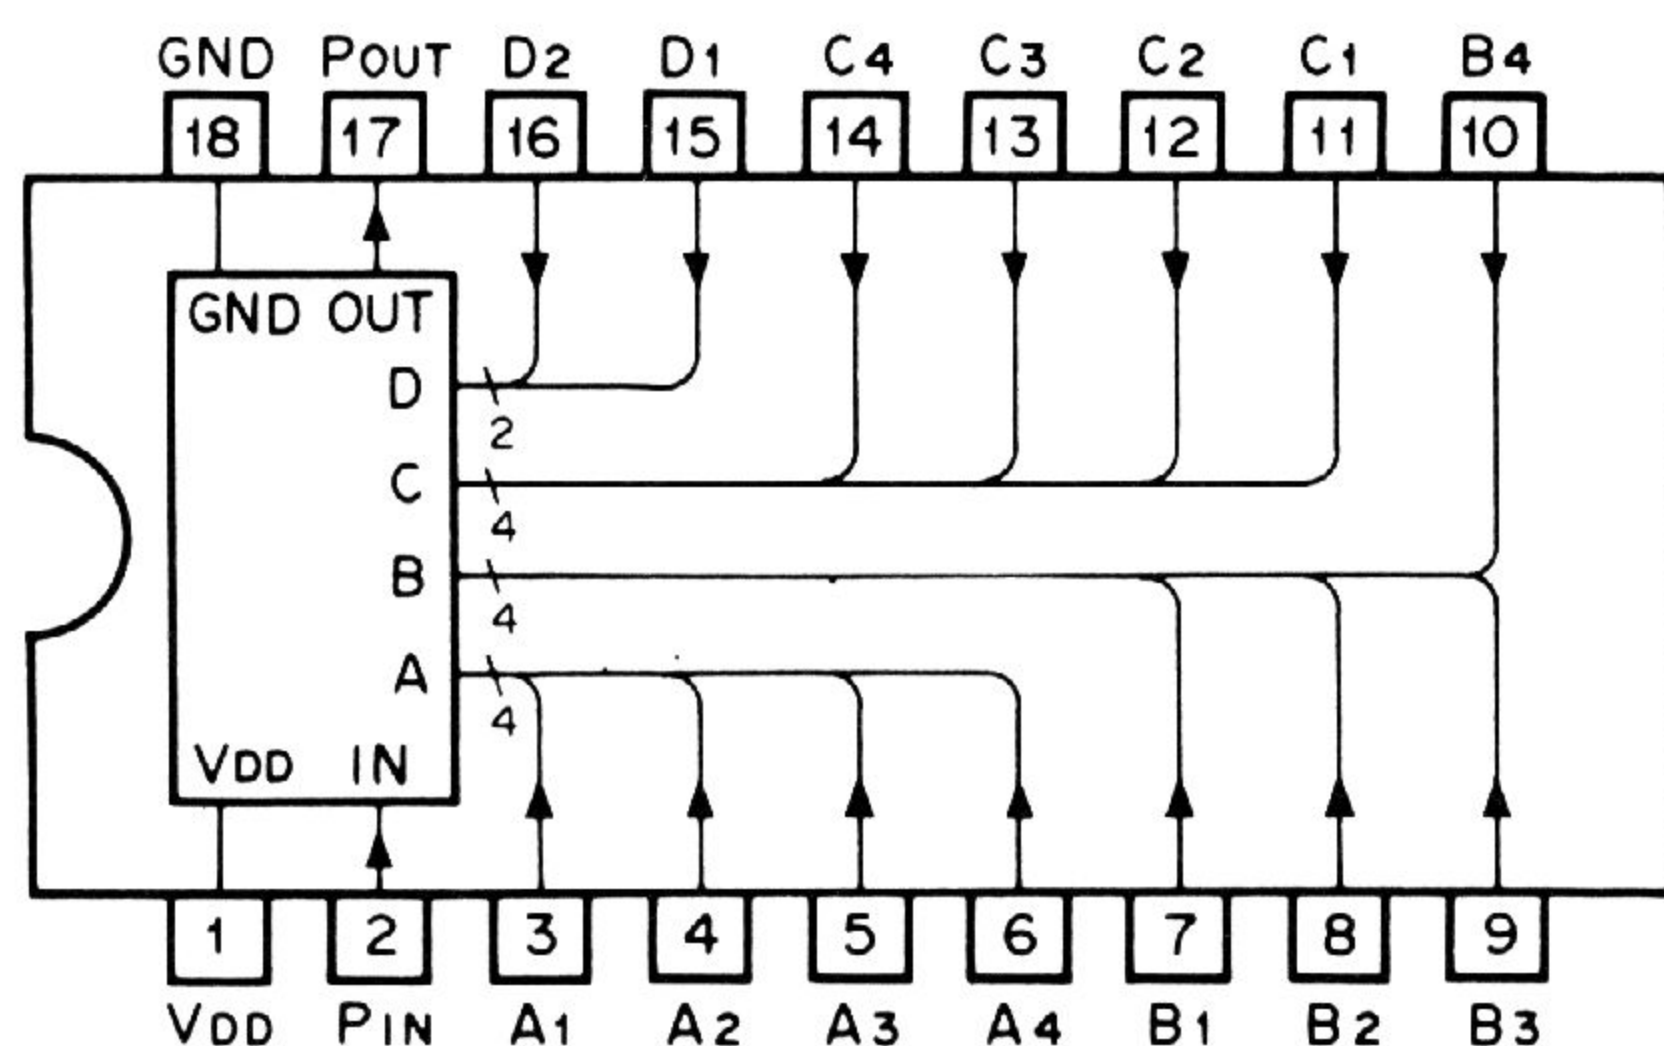 GND POUT D2 D1 C4 C3 C2 C1 B4
18 17 16 15 14 13 12 11 10
GND OUT
D
2
C
4
B
4
A
4
VDD IN
1 2 3 4 5 6 7 8 9
VDD PIN A1 A2 A3 A4 B1 B2 B3